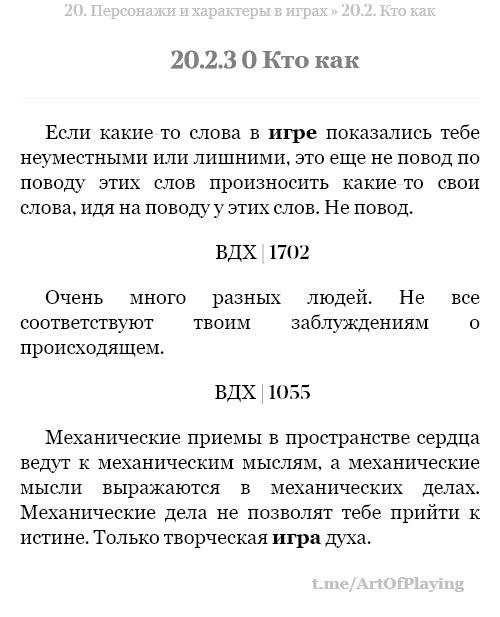 20. Персонажи и характеры в играх » 20.2. Кто как
20.2.3 0 Кто как
Если какие-то слова в игре показались тебе
неуместными или лишними, это еще не повод по
поводу этих слов произносить какие-то свои
слова, идя на поводу у этих слов. Не повод.
ВДХ | 1702
Очень много разных людей. Не все
соответствуют твоим заблуждениям о
происходящем.
ВДХ | 1055
Механические приемы в пространстве сердца
ведут к механическим мыслям, а механические
мысли выражаются в механических делах.
Механические дела не позволят тебе прийти к
истине. Только творческая игра духа.
t.me/ArtOfPlaying